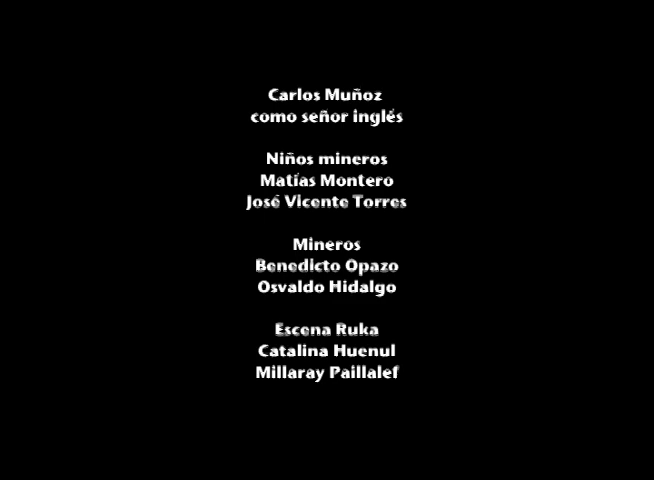 Carlos Muñoz
como señor inglés
Niños mineros
Matías Montero
José Vicente Torres
Mineros
Benedicto Opazo
Osvaldo Hidalgo
Escena Ruka
Catalina Huenul
Millaray Paillalef